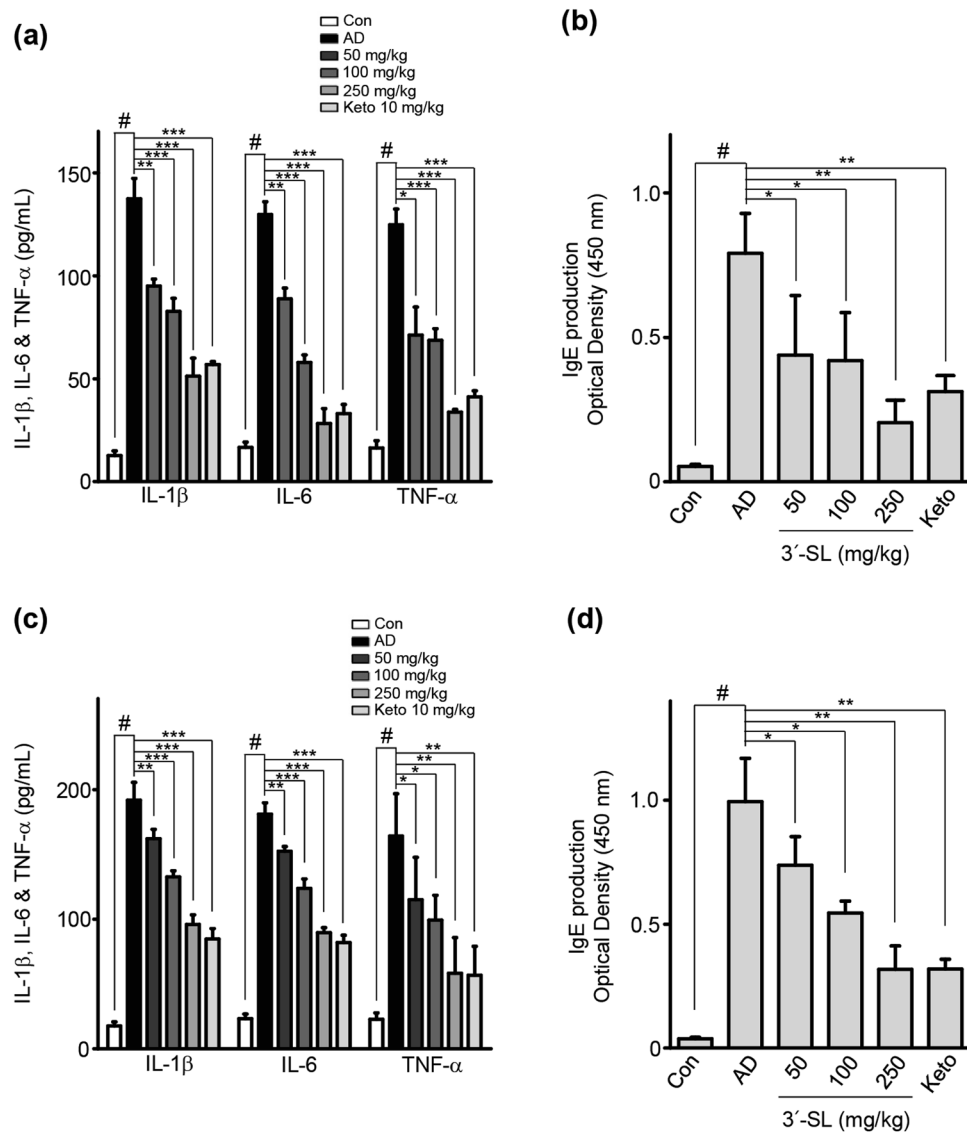 (a)
Con
AD
50 mg/kg
100 mg/kg
250 mg/kg
Keto 10 mg/kg
IL-1β, IL-6 & TNF-α (pg/mL)
150
100
50
0
# *** *** *** **
# *** *** *** **
# *** *** *** *
IL-1β IL-6 TNF-α
(b)
IgE production
Optical Density (450 nm)
1.0
0.5
0
# ** ** * *
Con AD 50 100 250 Keto
3′-SL (mg/kg)
(c)
Con
AD
50 mg/kg
100 mg/kg
250 mg/kg
Keto 10 mg/kg
IL-1β, IL-6 & TNF-α (pg/mL)
200
100
0
# *** *** *** **
# *** *** *** **
# ** ** * *
IL-1β IL-6 TNF-α
(d)
IgE production
Optical Density (450 nm)
1.0
0.5
0
# ** ** * *
Con AD 50 100 250 Keto
3′-SL (mg/kg)